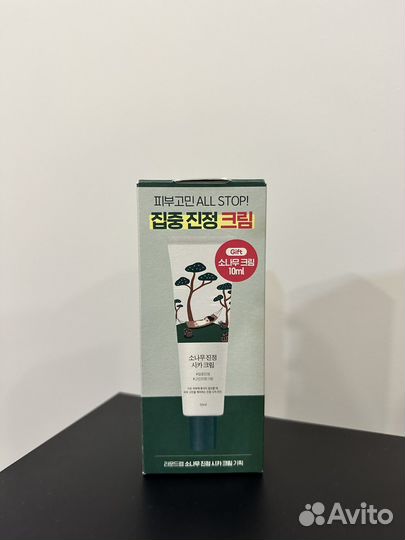 피부고민 ALL STOP!
집중 진정 크림
Gift
소나무 크림
10ml
소나무 진정
시카 크림
50ml
라운드랩 소나무 진정 시카 크림 기획
Avito